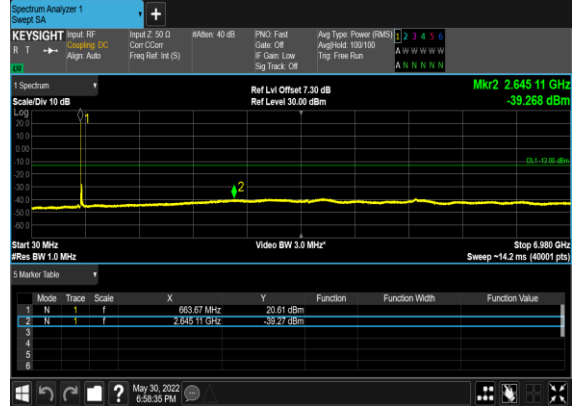 Spectrum Analyzer 1
Swept SA
+
KEYSIGHT Input: RF Input Z: 50 Ω #Atten: 40 dB PNO: Fast Avg Type: Power (RMS) 1 2 3 4 5 6
R T Coupling: DC Corr CCorr Gate: Off Avg|Hold: 100/100 A W W W W W
Align: Auto Freq Ref: Int (S) IF Gain: Low Trig: Free Run
Sig Track: Off A N N N N N
1 Spectrum Ref Lvl Offset 7.30 dB Mkr2 2.645 11 GHz
Scale/Div 10 dB Ref Level 30.00 dBm -39.268 dBm
Log
20.0
10.0
0.00
-10.0
-20.0
-30.0
-40.0
-50.0
-60.0
1
DL1 -13.00 dBm
2
Start 30 MHz Video BW 3.0 MHz* Stop 6.980 GHz
#Res BW 1.0 MHz Sweep ~14.2 ms (40001 pts)
5 Marker Table
Mode Trace Scale X Y Function Function Width Function Value
1 N 1 f 663.67 MHz 20.61 dBm
2 N 1 f 2.645 11 GHz -39.27 dBm
3
4
5
6
? May 30, 2022
6:58:35 PM